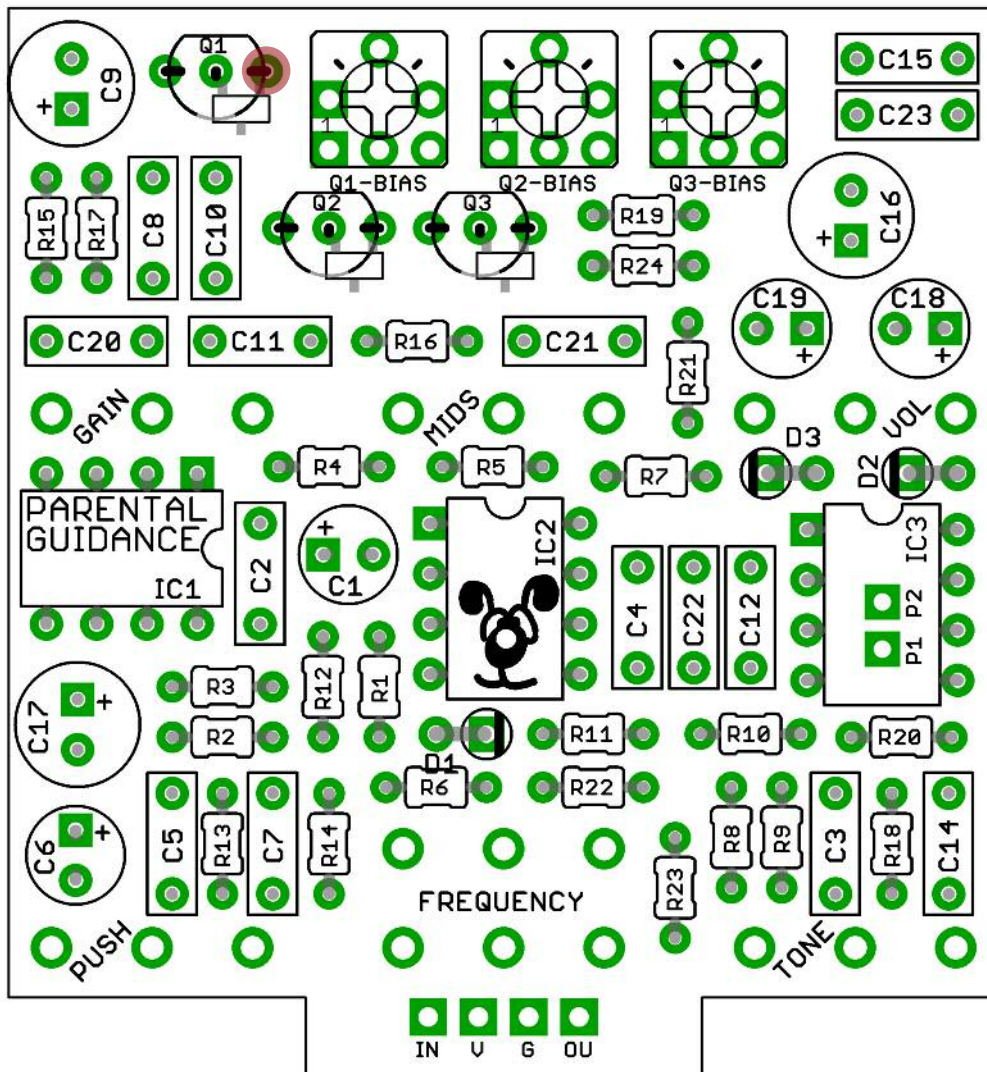 Q1
C9
+
C15
C23
1
1
1
Q1-BIAS
Q2-BIAS
Q3-BIAS
R15
R17
C8
C10
Q2
Q3
R19
R24
C16
+
C20
C11
R16
C21
R21
C19
+
C18
+
GAIN
MIDS
VOL
R4
R5
R7
D3
D2
PARENTAL
GUIDANCE
IC1
C2
+
C1
IC2
C4
C22
C12
IC3
P2
P1
C17
+
R3
R2
R12
R1
D1
R11
R10
R20
C6
+
C5
R13
C7
R14
R6
R22
R8
R9
C3
R18
C14
R23
FREQUENCY
PUSH
TONE
IN
V
G
OU